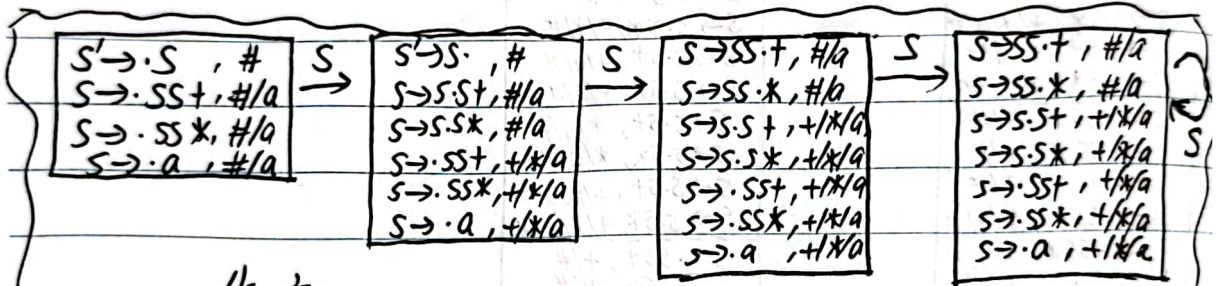 S'→·S , #
S→·SS+, #/a
S→·SS*, #/a
S→·a , #/a
S
S'→S· , #
S→S·S+, #/a
S→S·S*, #/a
S→·SS+, +/*/a
S→·SS*, +/*/a
S→·a , +/*/a
S
S→SS·+, #/a
S→SS·*, #/a
S→S·S+, +/*/a
S→S·S*, +/*/a
S→·SS+, +/*/a
S→·SS*, +/*/a
S→·a , +/*/a
S
S→SS·+, #/a
S→SS·*, #/a
S→S·S+, +/*/a
S→S·S*, +/*/a
S→·SS+, +/*/a
S→·SS*, +/*/a
S→·a , +/*/a
S